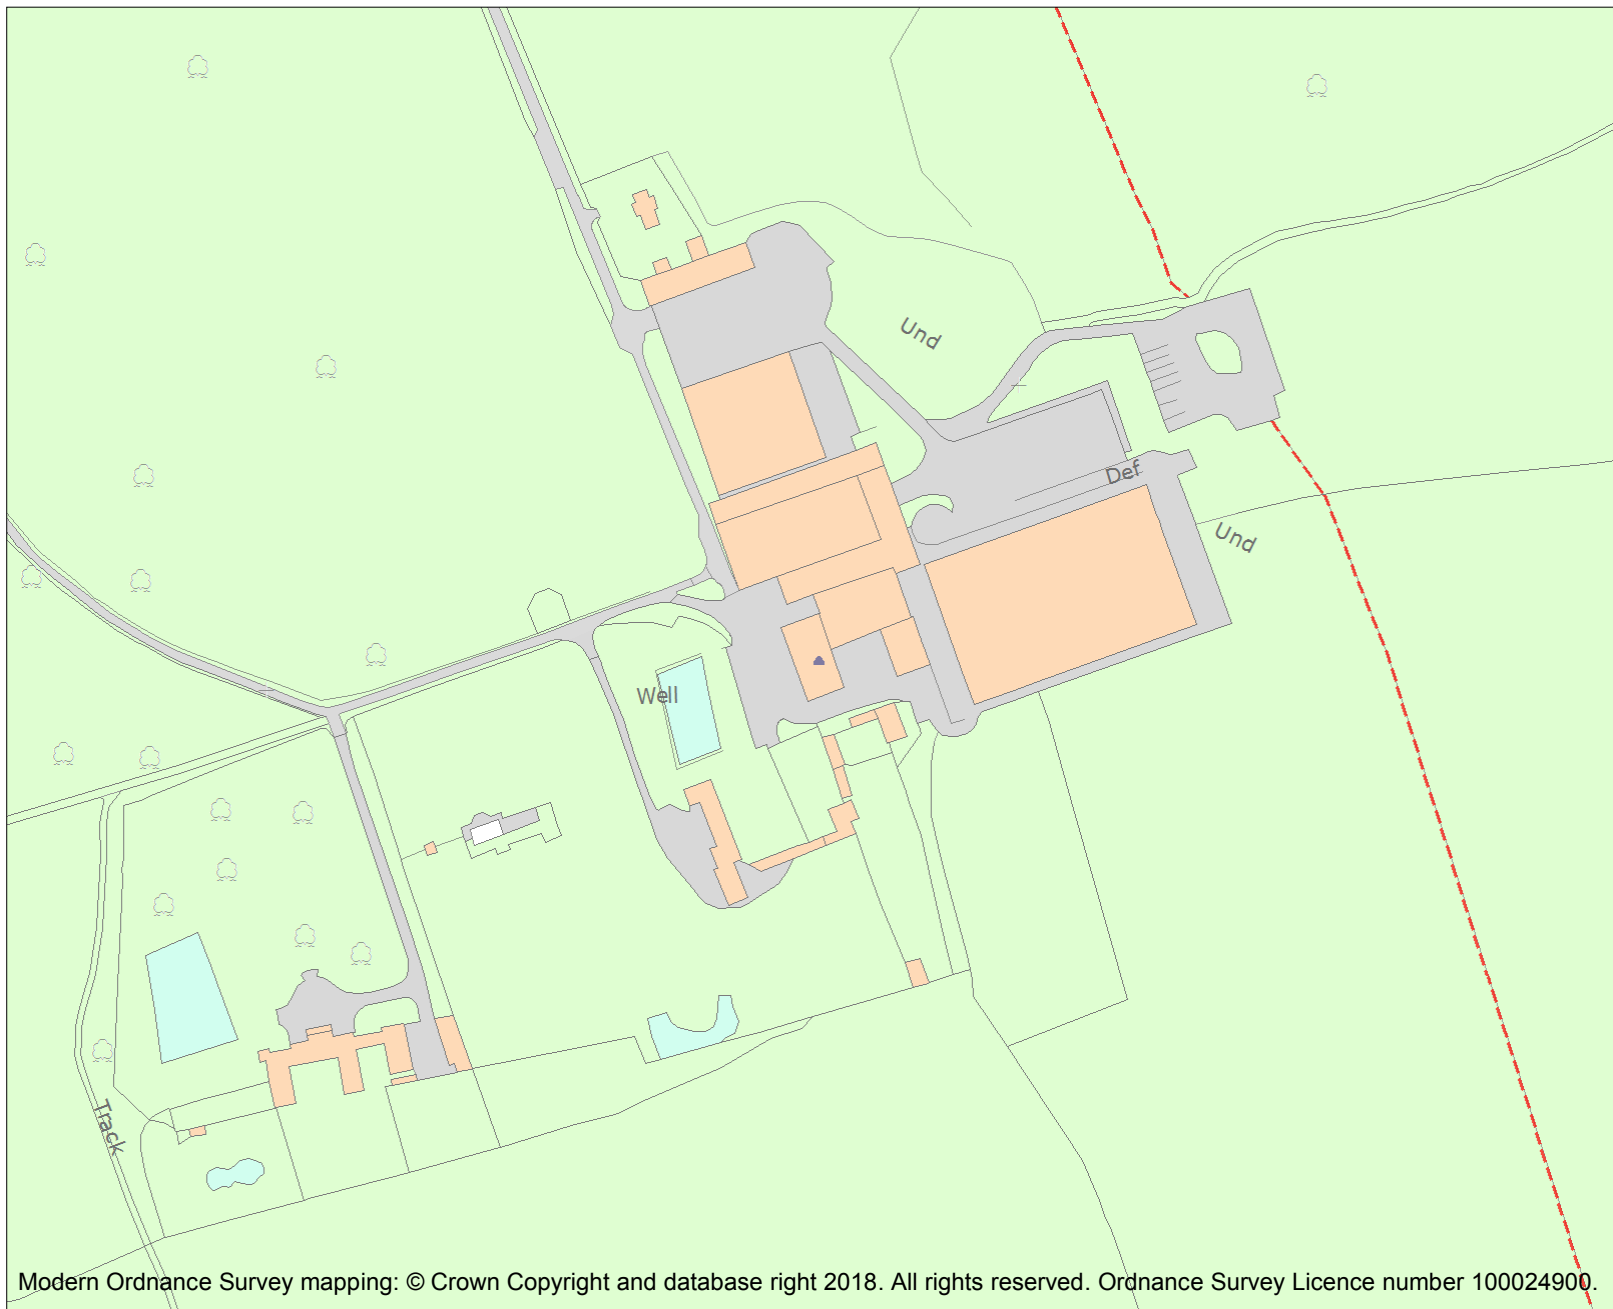 Und
Def
Und
Well
Track
Modern Ordnance Survey mapping: © Crown Copyright and database right 2018. All rights reserved. Ordnance Survey Licence number 100024900.